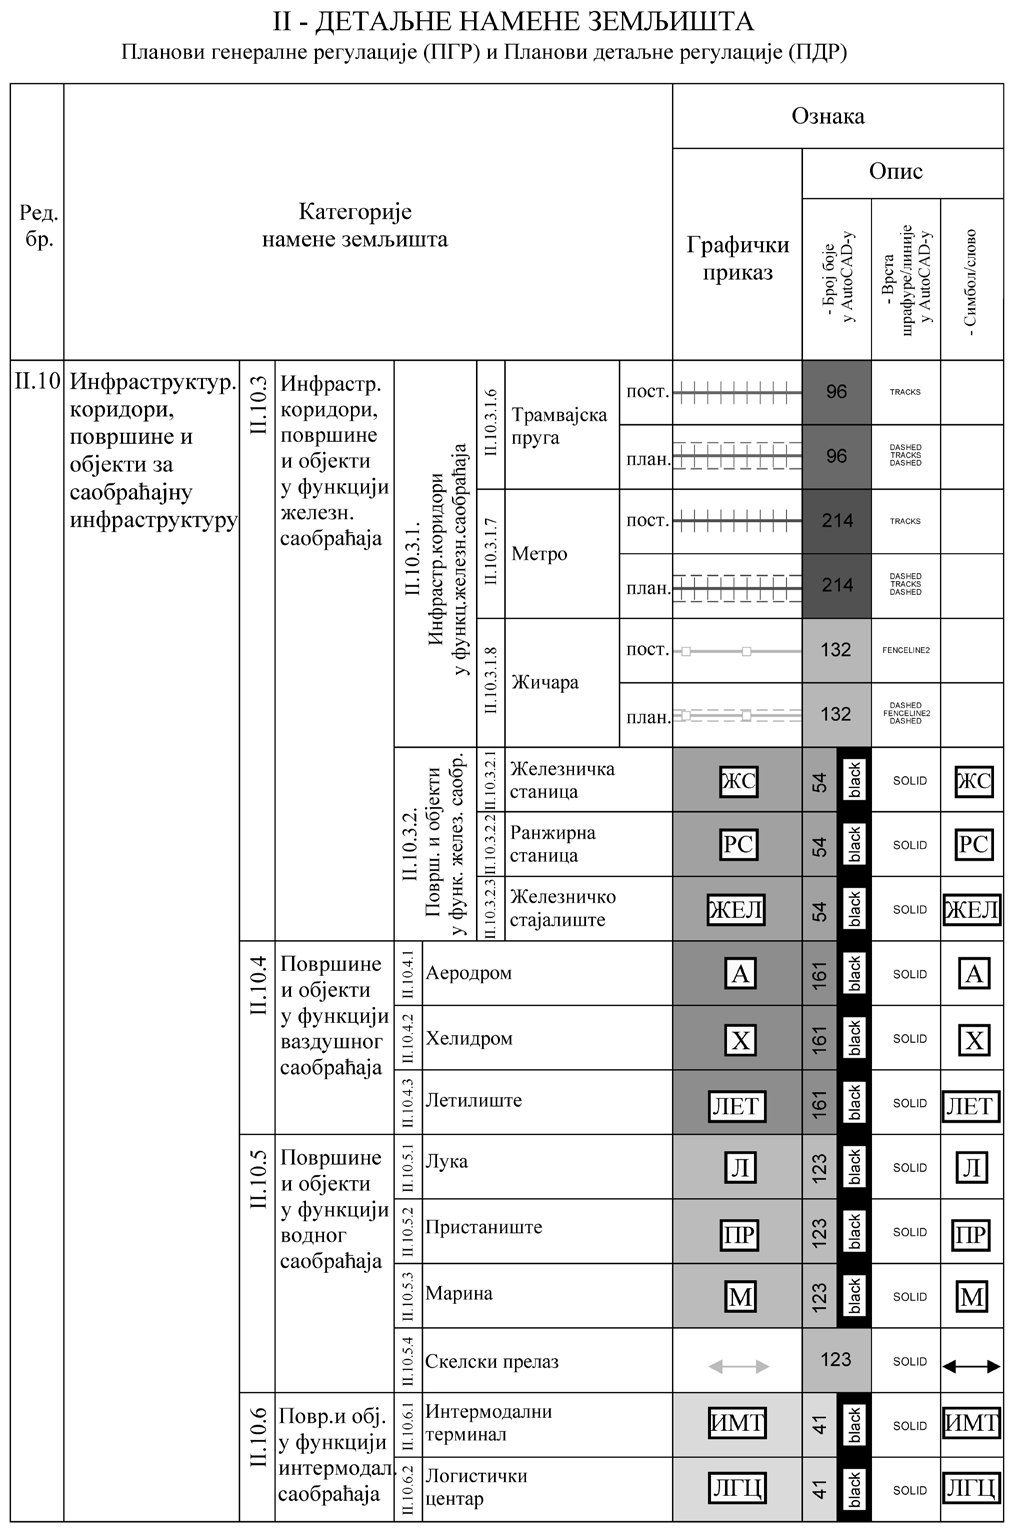 II - ДЕТАЉНЕ НАМЕНЕ ЗЕМЉИШТА
Планови генералне регулације (ПГР) и Планови детаљне регулације (ПДР)
Ред.
бр.
Категорије
намене земљишта
Ознака
Графички
приказ
Опис
- Број боје
у AutoCAD-у
- Врста
шрафуре/линије
у AutoCAD-у
- Симбол/слово
II.10
Инфраструктур.
коридори,
површине и
објекти за
саобраћајну
инфраструктуру
II.10.3
Инфрастр.
коридори,
површине
и објекти
у функцији
железн.
саобраћаја
II.10.3.1.
Инфрастр.коридори
у функц.железн.саобраћаја
II.10.3.1.6
Трамвајска
пруга
пост.
96
TRACKS
план.
96
DASHED
TRACKS
DASHED
II.10.3.1.7
Метро
пост.
214
TRACKS
план.
214
DASHED
TRACKS
DASHED
II.10.3.1.8
Жичара
пост.
132
FENCELINE2
план.
132
DASHED
FENCELINE2
DASHED
II.10.3.2.
Површ. и објекти
у функ. желез. саобр.
II.10.3.2.1
Железничка
станица
ЖС
54
black
SOLID
ЖС
II.10.3.2.2
Ранжирна
станица
РС
54
black
SOLID
РС
II.10.3.2.3
Железничко
стајалиште
ЖЕЛ
54
black
SOLID
ЖЕЛ
II.10.4
Површине
и објекти
у функцији
ваздушног
саобраћаја
II.10.4.1
Аеродром
А
161
black
SOLID
А
II.10.4.2
Хелидром
Х
161
black
SOLID
Х
II.10.4.3
Летилиште
ЛЕТ
161
black
SOLID
ЛЕТ
II.10.5
Површине
и објекти
у функцији
водног
саобраћаја
II.10.5.1
Лука
Л
123
black
SOLID
Л
II.10.5.2
Пристаниште
ПР
123
black
SOLID
ПР
II.10.5.3
Марина
М
123
black
SOLID
М
II.10.5.4
Скелски прелаз
123
SOLID
II.10.6
Повр.и обј.
у функцији
интермодал.
саобраћаја
II.10.6.1
Интермодални
терминал
ИМТ
41
black
SOLID
ИМТ
II.10.6.2
Логистички
центар
ЛГЦ
41
black
SOLID
ЛГЦ